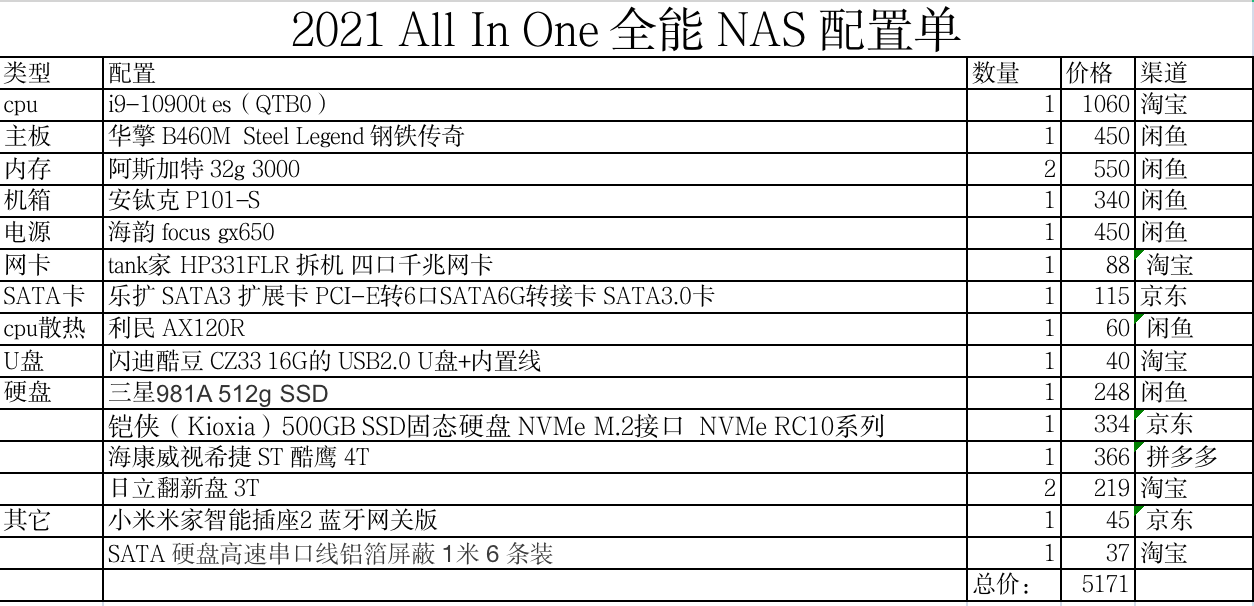 2021 All In One 全能 NAS 配置单
类型 配置 数量 价格 渠道
cpu i9-10900t es（QTB0） 1 1060 淘宝
主板 华擎 B460M Steel Legend 钢铁传奇 1 450 闲鱼
内存 阿斯加特 32g 3000 2 550 闲鱼
机箱 安钛克 P101-S 1 340 闲鱼
电源 海韵 focus gx650 1 450 闲鱼
网卡 tank家 HP331FLR 拆机 四口千兆网卡 1 88 淘宝
SATA卡 乐扩 SATA3 扩展卡 PCI-E转6口SATA6G转接卡 SATA3.0卡 1 115 京东
cpu散热 利民 AX120R 1 60 闲鱼
U盘 闪迪酷豆 CZ33 16G的 USB2.0 U盘+内置线 1 40 淘宝
硬盘 三星981A 512g SSD 1 248 闲鱼
铠侠（Kioxia）500GB SSD固态硬盘 NVMe M.2接口 NVMe RC10系列 1 334 京东
海康威视希捷 ST 酷鹰 4T 1 366 拼多多
日立翻新盘 3T 2 219 淘宝
其它 小米米家智能插座2 蓝牙网关版 1 45 京东
SATA 硬盘高速串口线铝箔屏蔽 1米 6 条装 1 37 淘宝
总价： 5171